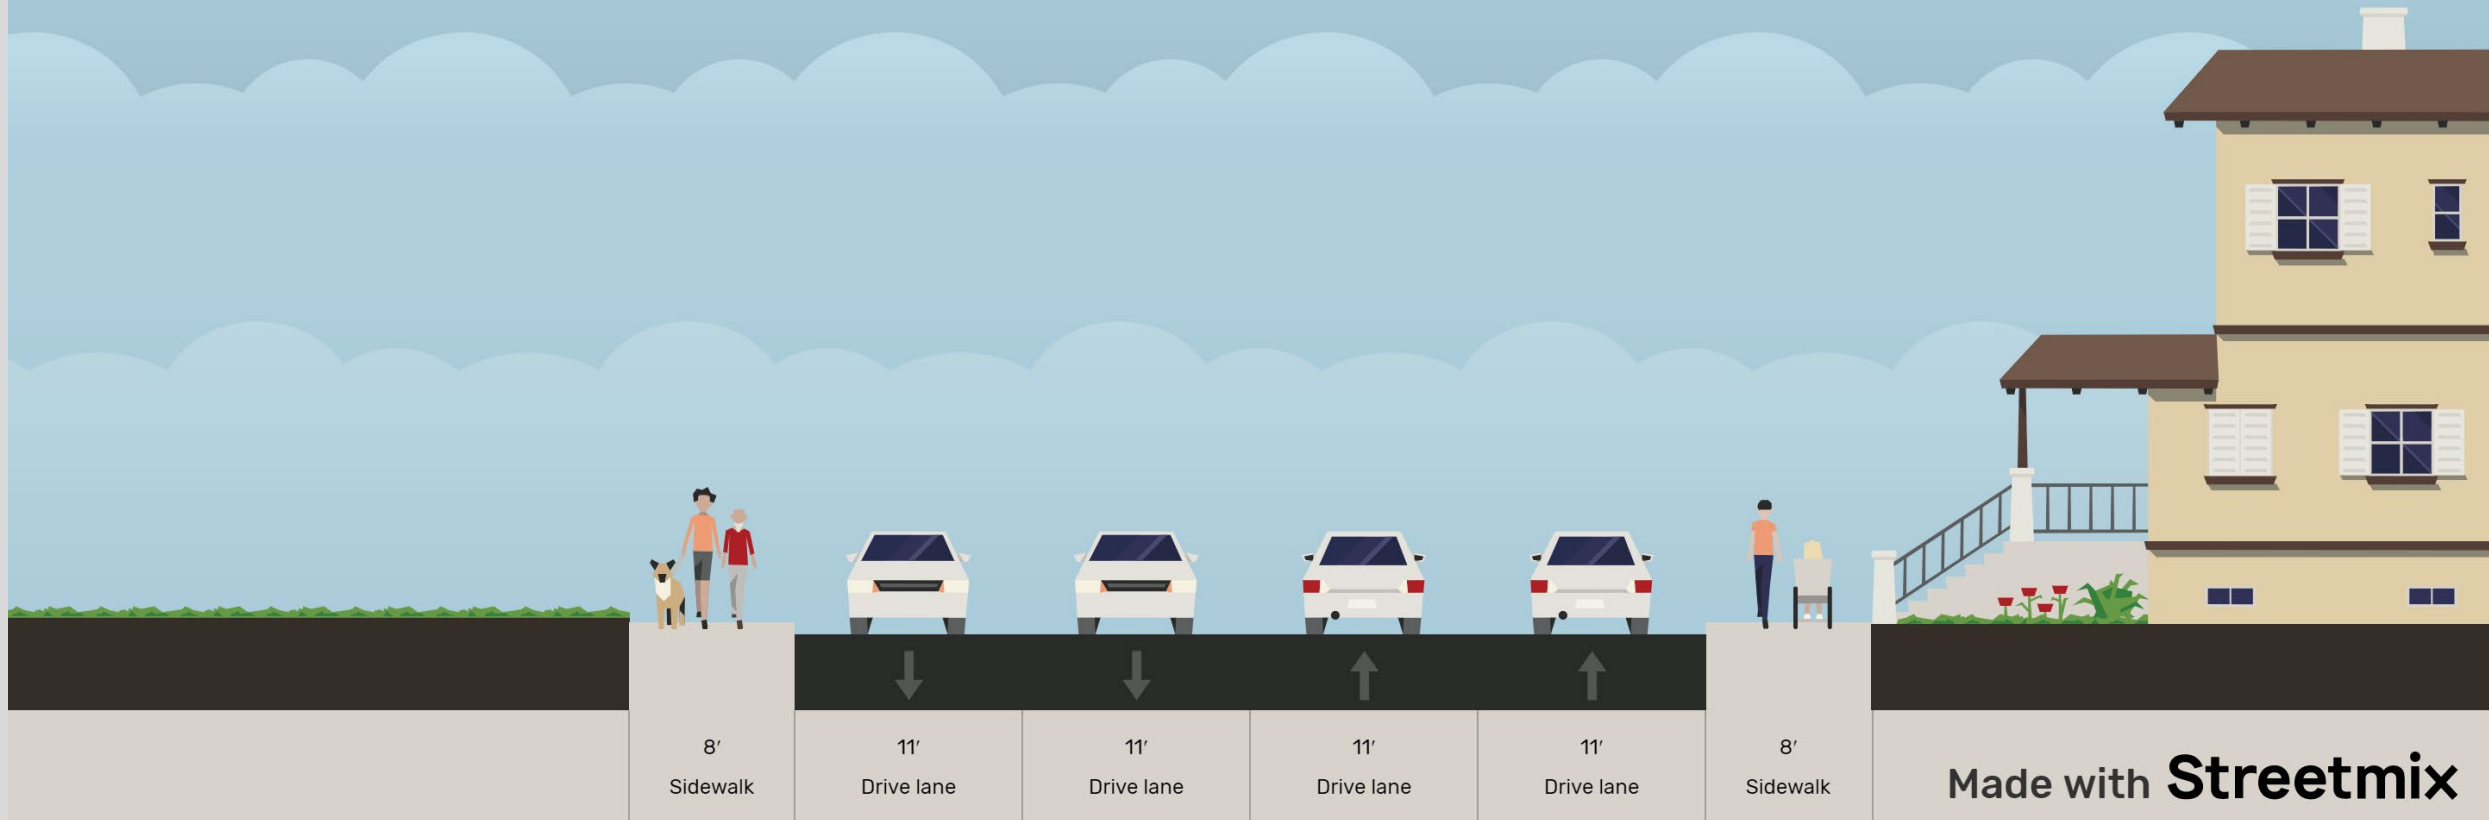 8′
Sidewalk
11′
Drive lane
11′
Drive lane
11′
Drive lane
11′
Drive lane
8′
Sidewalk
Made with Streetmix